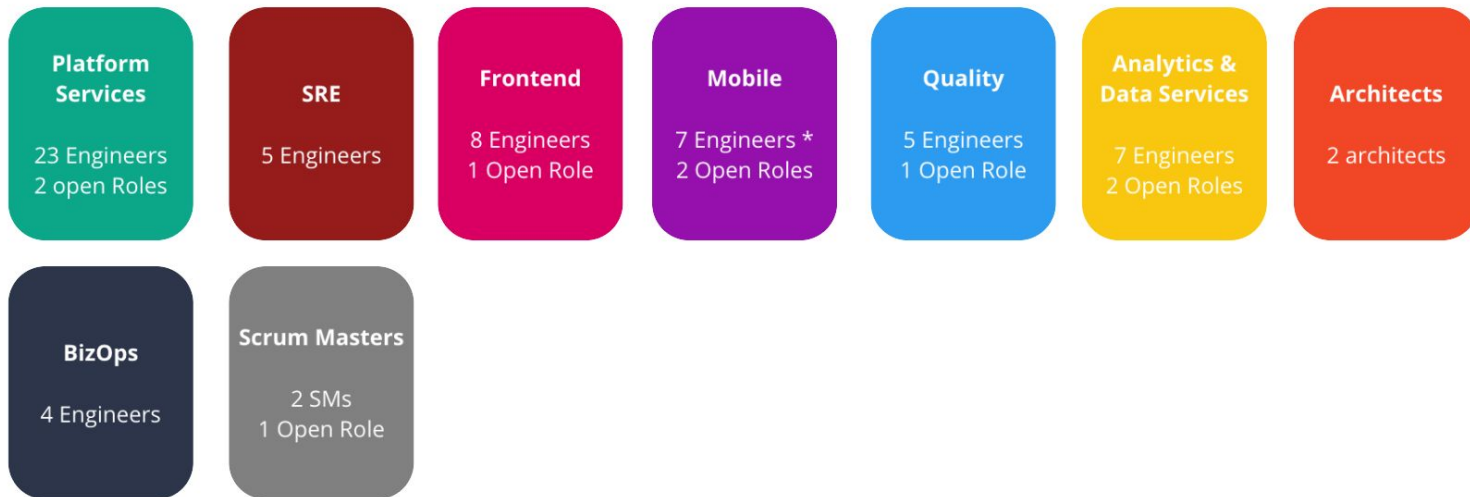 Platform
Services
23 Engineers
2 open Roles
SRE
5 Engineers
Frontend
8 Engineers
1 Open Role
Mobile
7 Engineers *
2 Open Roles
Quality
5 Engineers
1 Open Role
Analytics &
Data Services
7 Engineers
2 Open Roles
Architects
2 architects
BizOps
4 Engineers
Scrum Masters
2 SMs
1 Open Role